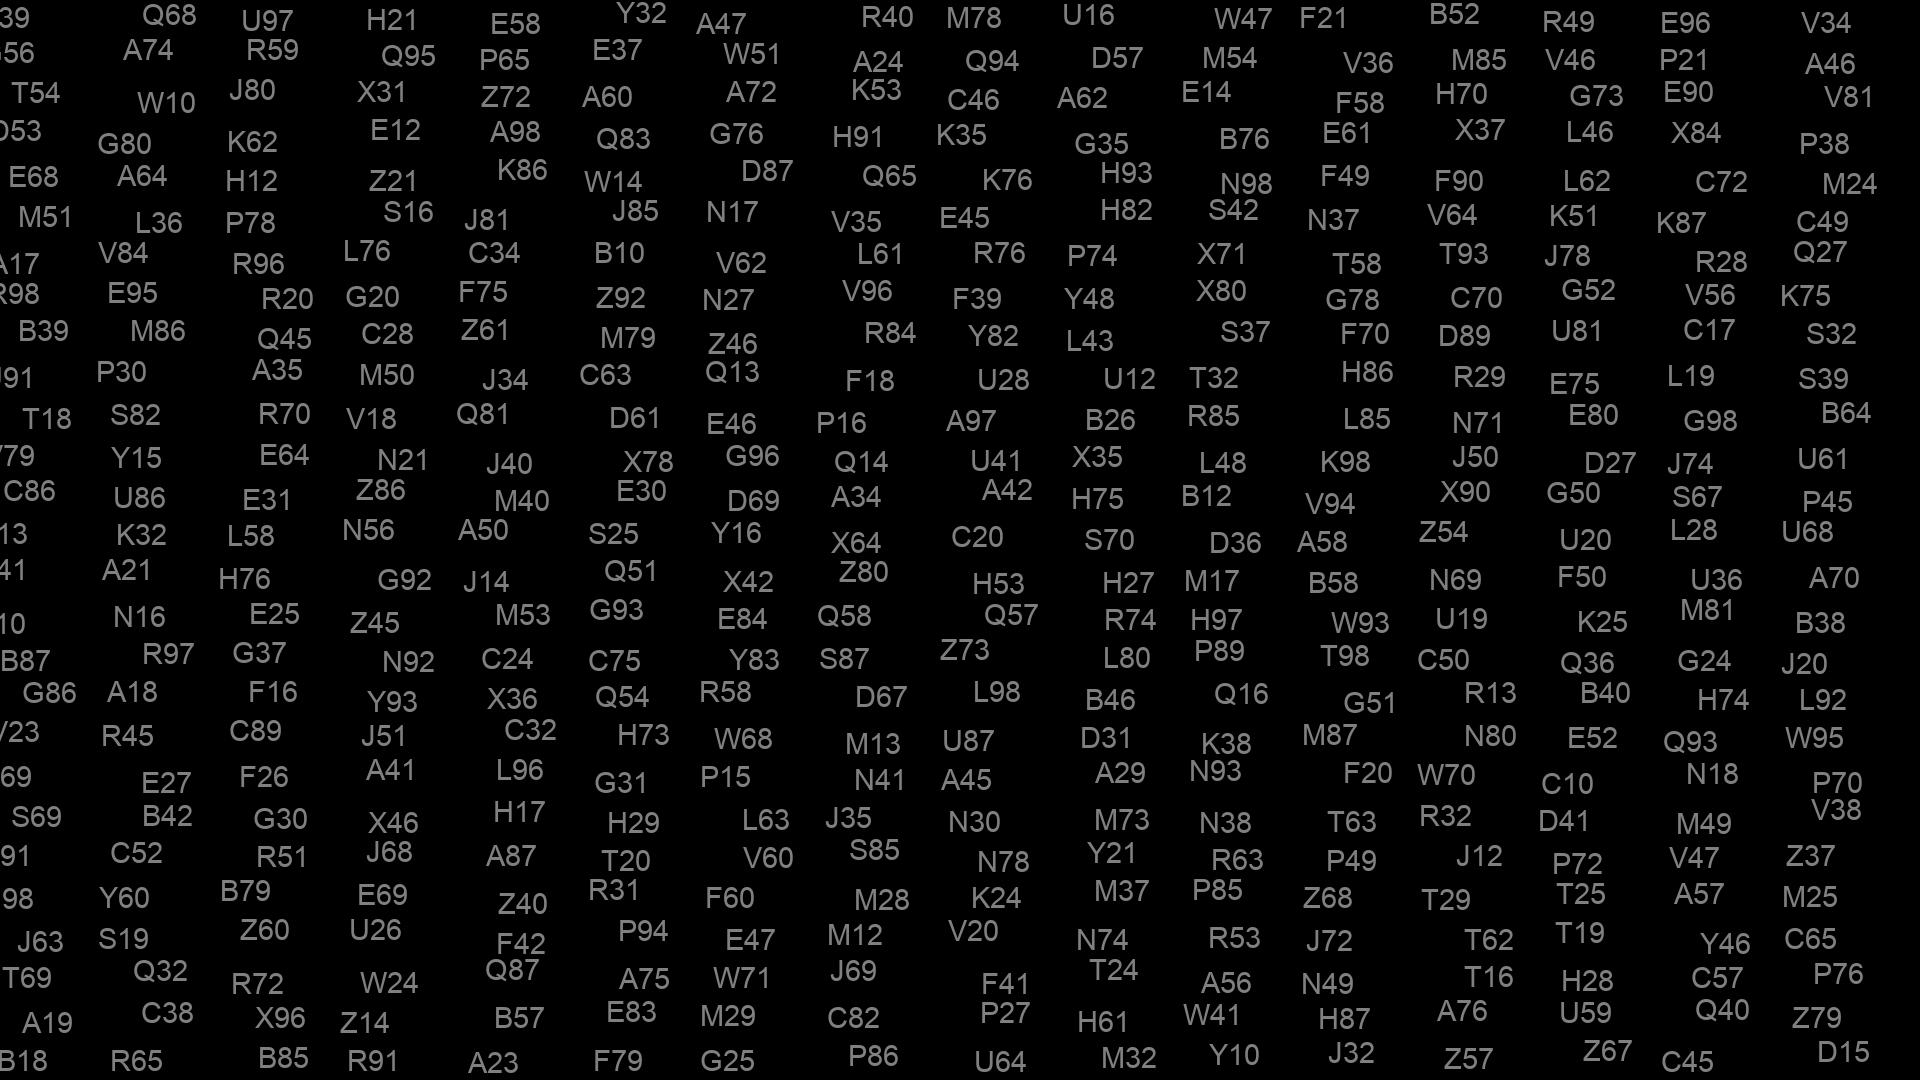 39 Q68 U97 H21 E58 Y32 A47 R40 M78 U16 W47 F21 B52 R49 E96 V34
56 A74 R59 Q95 P65 E37 W51 A24 Q94 D57 M54 V36 M85 V46 P21 A46
T54 W10 J80 X31 Z72 A60 A72 K53 C46 A62 E14 F58 H70 G73 E90 V81
D53 G80 K62 E12 A98 Q83 G76 H91 K35 G35 B76 E61 X37 L46 X84 P38
E68 A64 H12 Z21 K86 W14 D87 Q65 K76 H93 N98 F49 F90 L62 C72 M24
M51 L36 P78 S16 J81 J85 N17 V35 E45 H82 S42 N37 V64 K51 K87 C49
A17 V84 R96 L76 C34 B10 V62 L61 R76 P74 X71 T58 T93 J78 R28 Q27
R98 E95 R20 G20 F75 Z92 N27 V96 F39 Y48 X80 G78 C70 G52 V56 K75
B39 M86 Q45 C28 Z61 M79 Z46 R84 Y82 L43 S37 F70 D89 U81 C17 S32
91 P30 A35 M50 J34 C63 Q13 F18 U28 U12 T32 H86 R29 E75 L19 S39
T18 S82 R70 V18 Q81 D61 E46 P16 A97 B26 R85 L85 N71 E80 G98 B64
79 Y15 E64 N21 J40 X78 G96 Q14 U41 X35 L48 K98 J50 D27 J74 U61
C86 U86 E31 Z86 M40 E30 D69 A34 A42 H75 B12 V94 X90 G50 S67 P45
13 K32 L58 N56 A50 S25 Y16 X64 C20 S70 D36 A58 Z54 U20 L28 U68
41 A21 H76 G92 J14 Q51 X42 Z80 H53 H27 M17 B58 N69 F50 U36 A70
10 N16 E25 Z45 M53 G93 E84 Q58 Q57 R74 H97 W93 U19 K25 M81 B38
B87 R97 G37 N92 C24 C75 Y83 S87 Z73 L80 P89 T98 C50 Q36 G24 J20
G86 A18 F16 Y93 X36 Q54 R58 D67 L98 B46 Q16 G51 R13 B40 H74 L92
V23 R45 C89 J51 C32 H73 W68 M13 U87 D31 K38 M87 N80 E52 Q93 W95
69 E27 F26 A41 L96 G31 P15 N41 A45 A29 N93 F20 W70 C10 N18 P70
S69 B42 G30 X46 H17 H29 L63 J35 N30 M73 N38 T63 R32 D41 M49 V38
91 C52 R51 J68 A87 T20 V60 S85 N78 Y21 R63 P49 J12 P72 V47 Z37
98 Y60 B79 E69 Z40 R31 F60 M28 K24 M37 P85 Z68 T29 T25 A57 M25
J63 S19 Z60 U26 F42 P94 E47 M12 V20 N74 R53 J72 T62 T19 Y46 C65
T69 Q32 R72 W24 Q87 A75 W71 J69 F41 T24 A56 N49 T16 H28 C57 P76
A19 C38 X96 Z14 B57 E83 M29 C82 P27 H61 W41 H87 A76 U59 Q40 Z79
B18 R65 B85 R91 A23 F79 G25 P86 U64 M32 Y10 J32 Z57 Z67 C45 D15